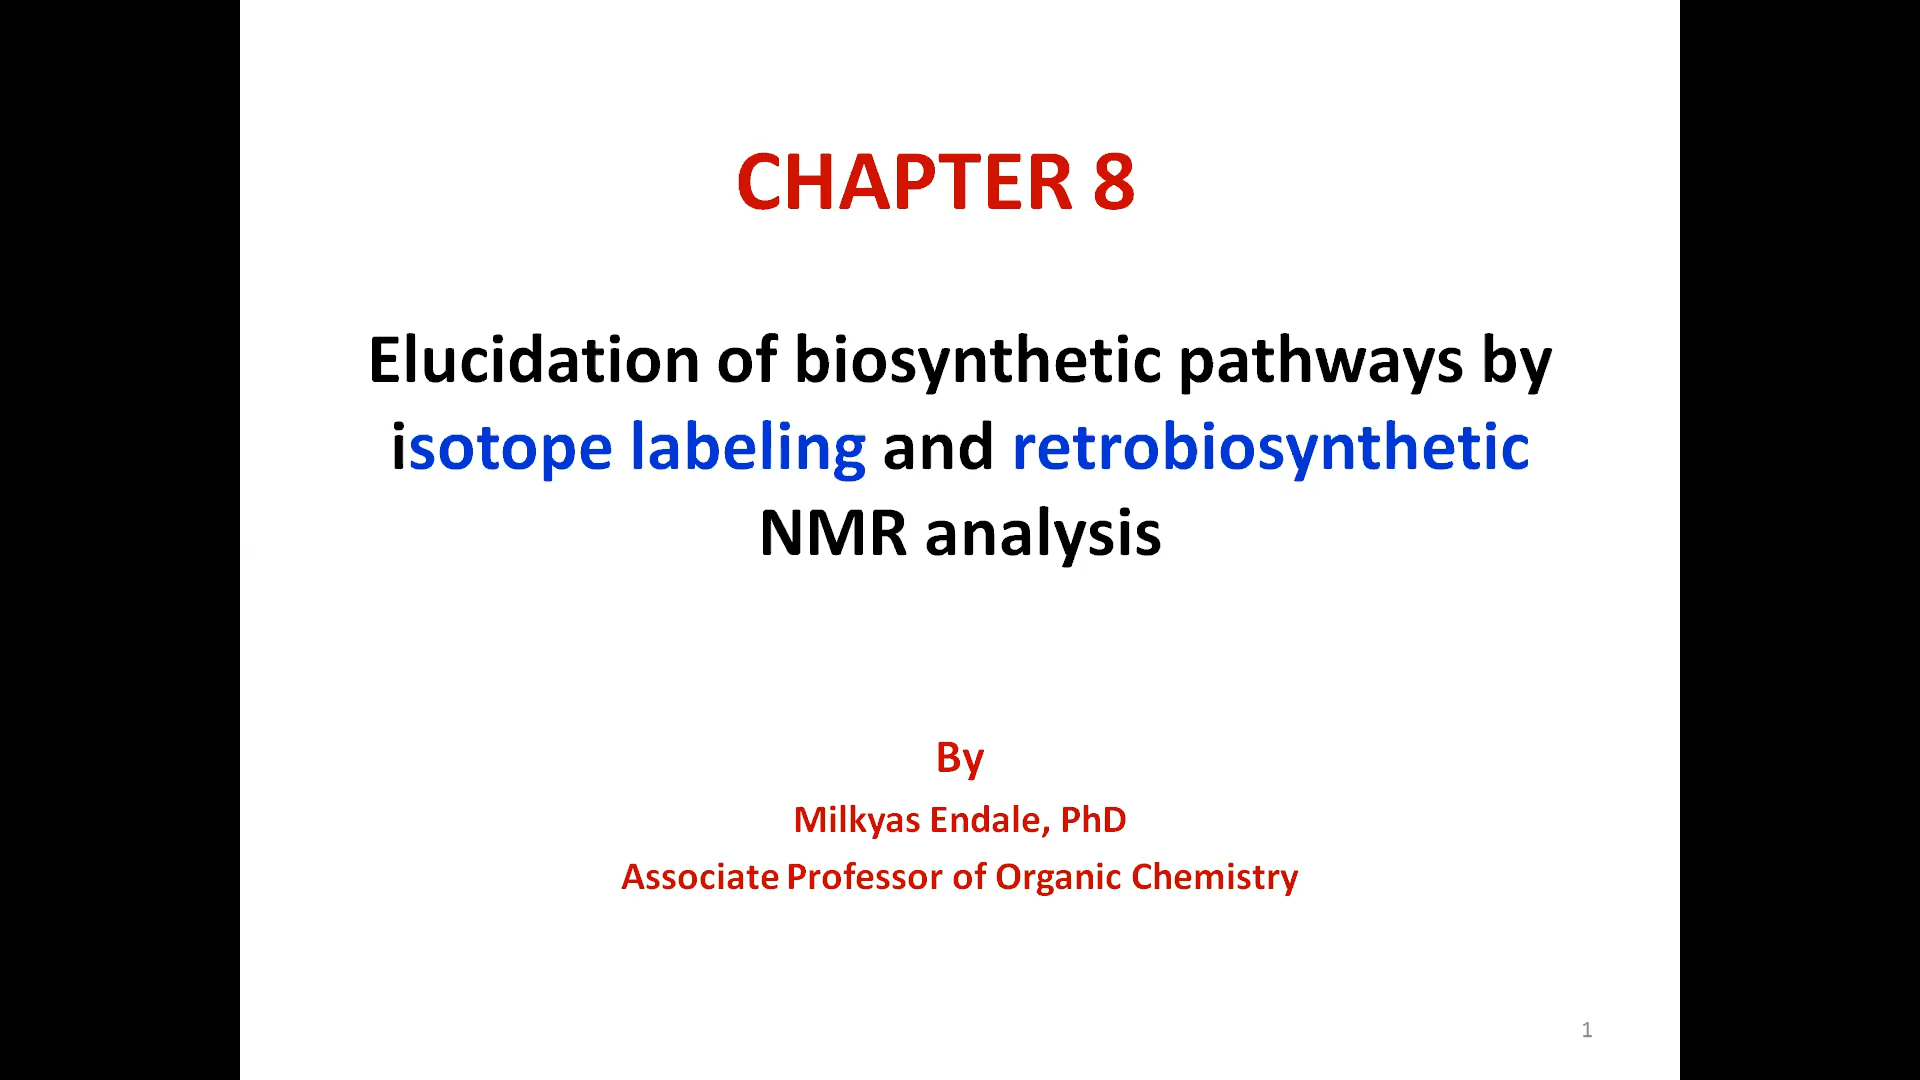 CHAPTER 8
Elucidation of biosynthetic pathways by
isotope labeling and retrobiosynthetic
NMR analysis
By
Milkyas Endale, PhD
Associate Professor of Organic Chemistry
1